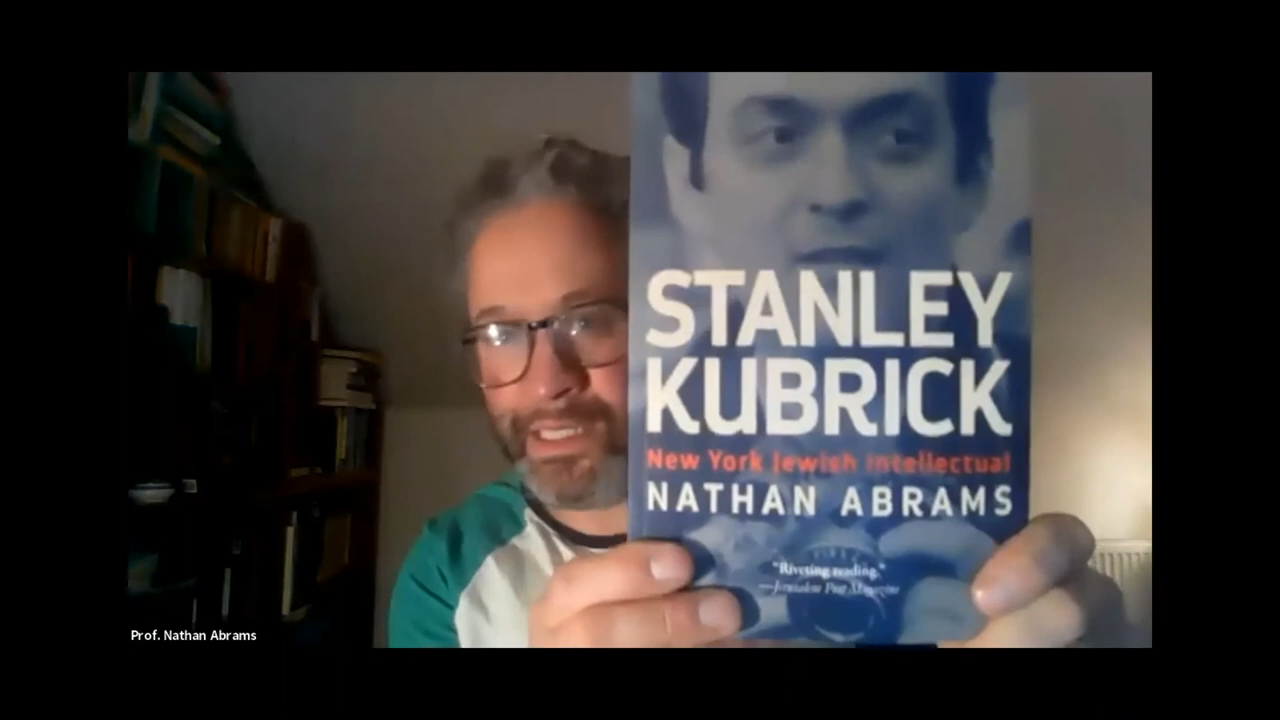 STANLEY
KUBRICK
New York Jewish Intellectual
NATHAN ABRAMS
"Riveting reading."
—Jerusalem Post Magazine
Prof. Nathan Abrams